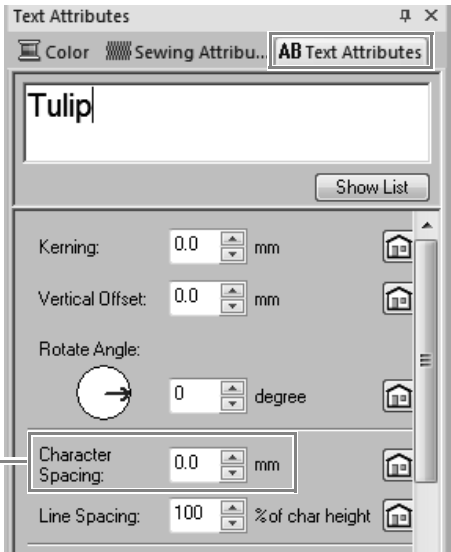 Text Attributes
Color Sewing Attribu... AB Text Attributes
Tulip
Show List
Kerning: 0.0 mm
Vertical Offset: 0.0 mm
Rotate Angle:
0 degree
Character
Spacing: 0.0 mm
Line Spacing: 100 % of char height